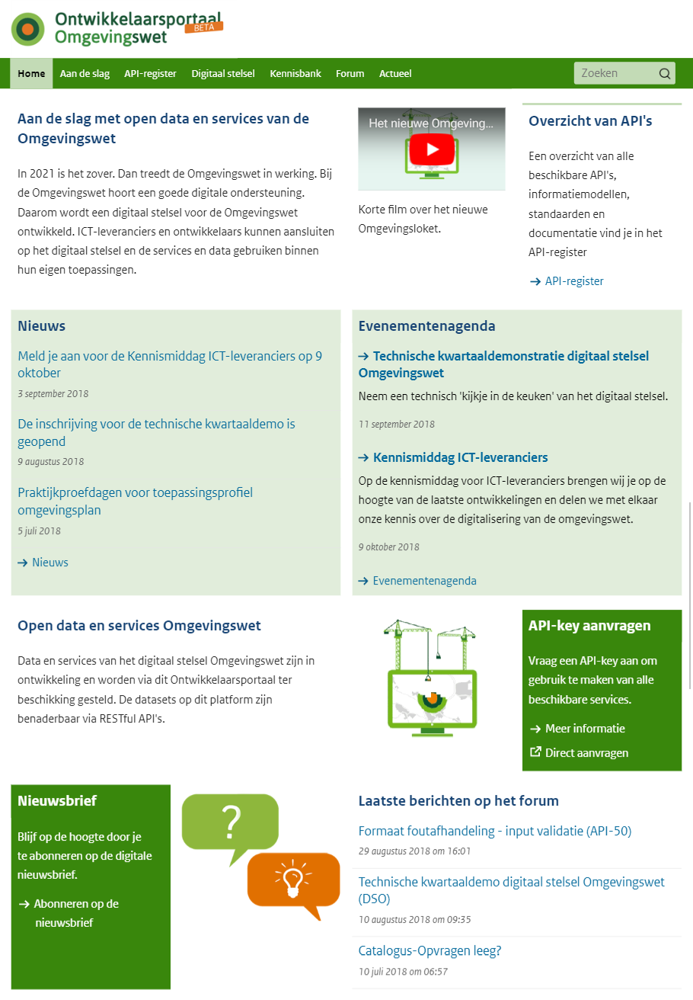 Ontwikkelaarsportaal
BETA
Omgevingswet
Home Aan de slag API-register Digitaal stelsel Kennisbank Forum Actueel Zoeken
Aan de slag met open data en services van de
Omgevingswet
In 2021 is het zover. Dan treedt de Omgevingswet in werking. Bij
de Omgevingswet hoort een goede digitale ondersteuning.
Daarom wordt een digitaal stelsel voor de Omgevingswet
ontwikkeld. ICT-leveranciers en ontwikkelaars kunnen aansluiten
op het digitaal stelsel en de services en data gebruiken binnen
hun eigen toepassingen.
Het nieuwe Omgeving...
Korte film over het nieuwe
Omgevingsloket.
Overzicht van API's
Een overzicht van alle
beschikbare API's,
informatiemodellen,
standaarden en
documentatie vind je in het
API-register
→ API-register
Nieuws
Meld je aan voor de Kennismiddag ICT-leveranciers op 9
oktober
3 september 2018
De inschrijving voor de technische kwartaaldemo is
geopend
9 augustus 2018
Praktijkproefdagen voor toepassingsprofiel
omgevingsplan
5 juli 2018
→ Nieuws
Evenementenagenda
→ Technische kwartaaldemonstratie digitaal stelsel
Omgevingswet
Neem een technisch 'kijkje in de keuken' van het digitaal stelsel.
11 september 2018
→ Kennismiddag ICT-leveranciers
Op de kennismiddag voor ICT-leveranciers brengen wij je op de
hoogte van de laatste ontwikkelingen en delen we met elkaar
onze kennis over de digitalisering van de omgevingswet.
9 oktober 2018
→ Evenementenagenda
Open data en services Omgevingswet
Data en services van het digitaal stelsel Omgevingswet zijn in
ontwikkeling en worden via dit Ontwikkelaarsportaal ter
beschikking gesteld. De datasets op dit platform zijn
benaderbaar via RESTful API's.
API-key aanvragen
Vraag een API-key aan om
gebruik te maken van alle
beschikbare services.
→ Meer informatie
Direct aanvragen
Nieuwsbrief
Blijf op de hoogte door je
te abonneren op de digitale
nieuwsbrief.
→ Abonneren op de
nieuwsbrief
?
Laatste berichten op het forum
Formaat foutafhandeling - input validatie (API-50)
29 augustus 2018 om 16:01
Technische kwartaaldemo digitaal stelsel Omgevingswet
(DSO)
10 augustus 2018 om 09:35
Catalogus-Opvragen leeg?
10 juli 2018 om 06:57